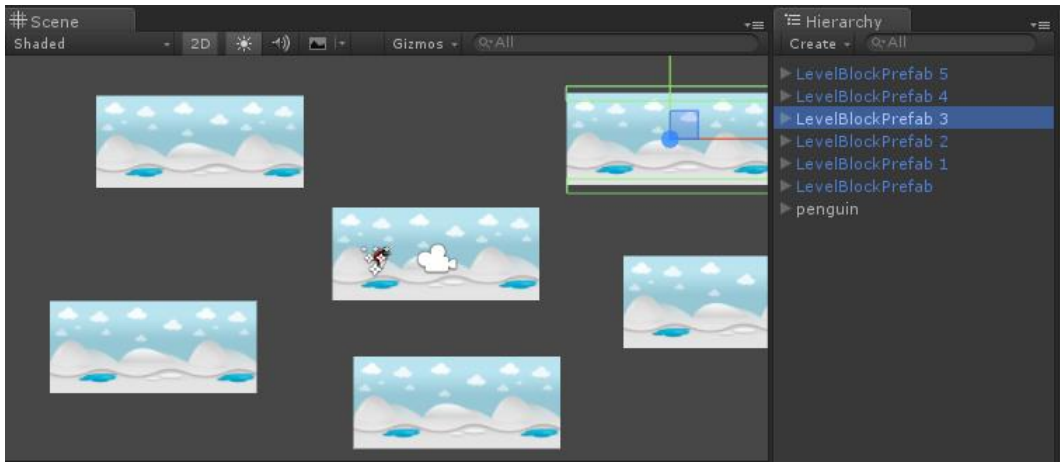 Scene
Shaded 2D Gizmos All
Hierarchy
Create All
LevelBlockPrefab 5
LevelBlockPrefab 4
LevelBlockPrefab 3
LevelBlockPrefab 2
LevelBlockPrefab 1
LevelBlockPrefab
penguin